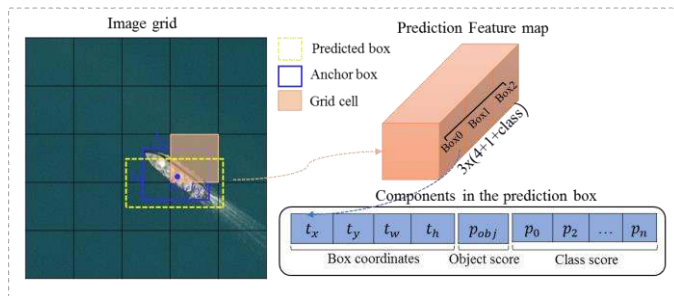 Image grid
Prediction Feature map
Predicted box
Anchor box
Grid cell
Box0
Box1
Box2
3x(4+1+class)
Components in the prediction box
t_x t_y t_w t_h p_obj p_0 p_2 ... p_n
Box coordinates Object score Class score